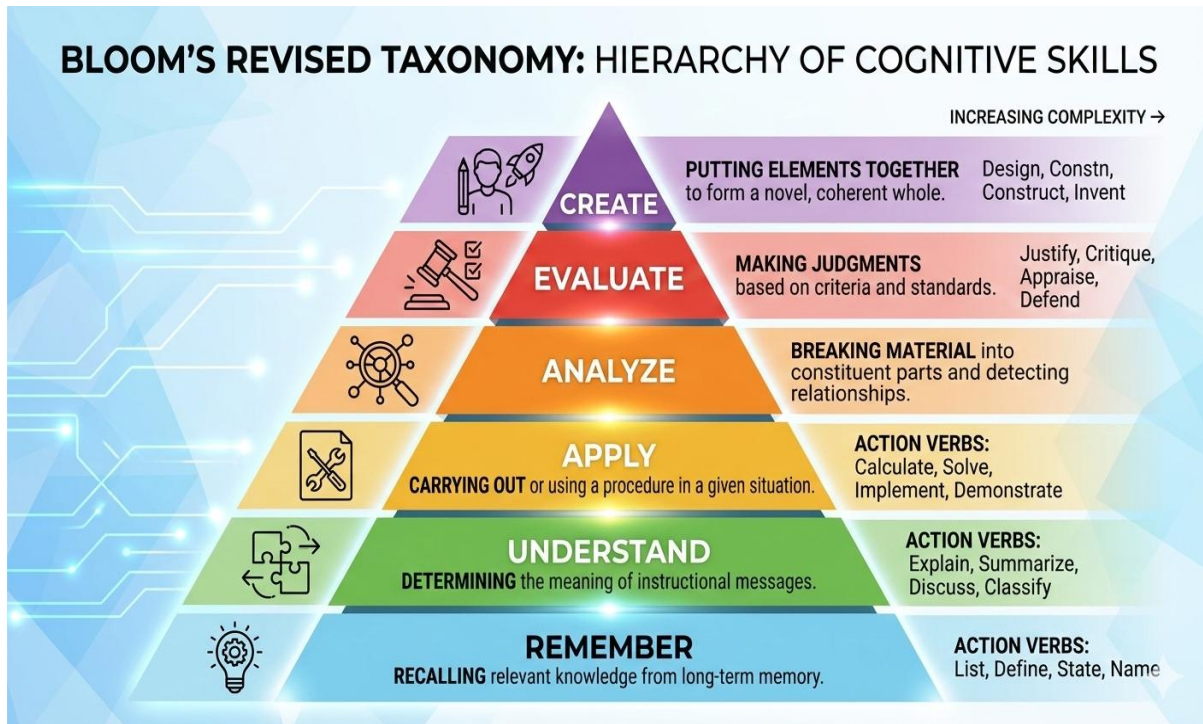 BLOOM'S REVISED TAXONOMY: HIERARCHY OF COGNITIVE SKILLS
INCREASING COMPLEXITY →
CREATE
PUTTING ELEMENTS TOGETHER
to form a novel, coherent whole.
Design, Constn,
Construct, Invent
EVALUATE
MAKING JUDGMENTS
based on criteria and standards.
Justify, Critique,
Appraise,
Defend
ANALYZE
BREAKING MATERIAL into
constituent parts and detecting
relationships.
APPLY
CARRYING OUT or using a procedure in a given situation.
ACTION VERBS:
Calculate, Solve,
Implement, Demonstrate
UNDERSTAND
DETERMINING the meaning of instructional messages.
ACTION VERBS:
Explain, Summarize,
Discuss, Classify
REMEMBER
RECALLING relevant knowledge from long-term memory.
ACTION VERBS:
List, Define, State, Name